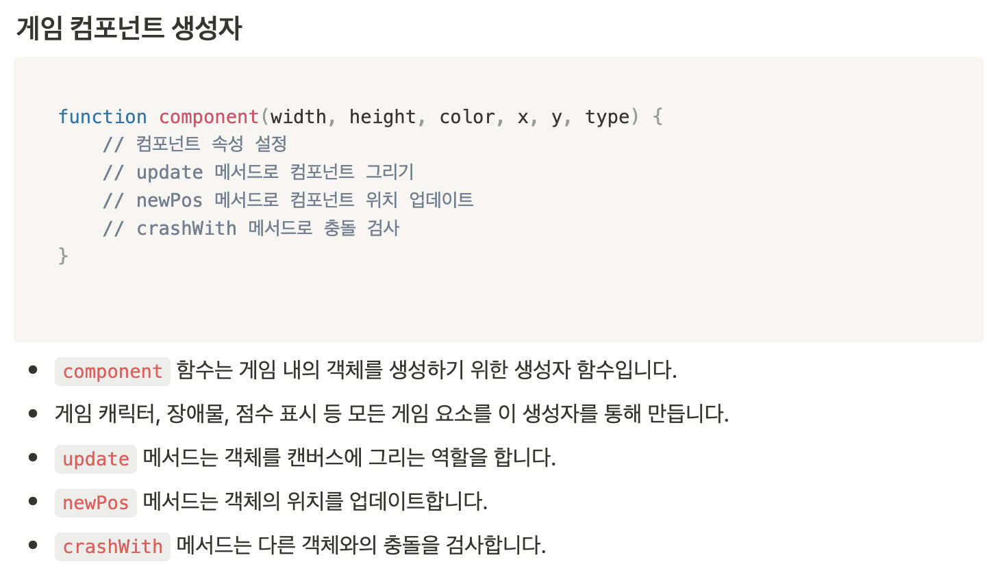 게임 컴포넌트 생성자
function component(width, height, color, x, y, type) {
    // 컴포넌트 속성 설정
    // update 메서드로 컴포넌트 그리기
    // newPos 메서드로 컴포넌트 위치 업데이트
    // crashWith 메서드로 충돌 검사
}
• component 함수는 게임 내의 객체를 생성하기 위한 생성자 함수입니다.
• 게임 캐릭터, 장애물, 점수 표시 등 모든 게임 요소를 이 생성자를 통해 만듭니다.
• update 메서드는 객체를 캔버스에 그리는 역할을 합니다.
• newPos 메서드는 객체의 위치를 업데이트합니다.
• crashWith 메서드는 다른 객체와의 충돌을 검사합니다.